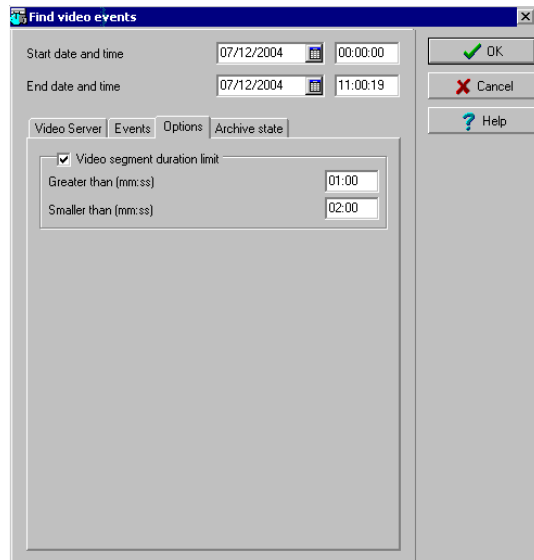 Find video events
Start date and time 07/12/2004 00:00:00
OK
End date and time 07/12/2004 11:00:19
Cancel
Help
Video Server Events Options Archive state
Video segment duration limit
Greater than (mm:ss) 01:00
Smaller than (mm:ss) 02:00